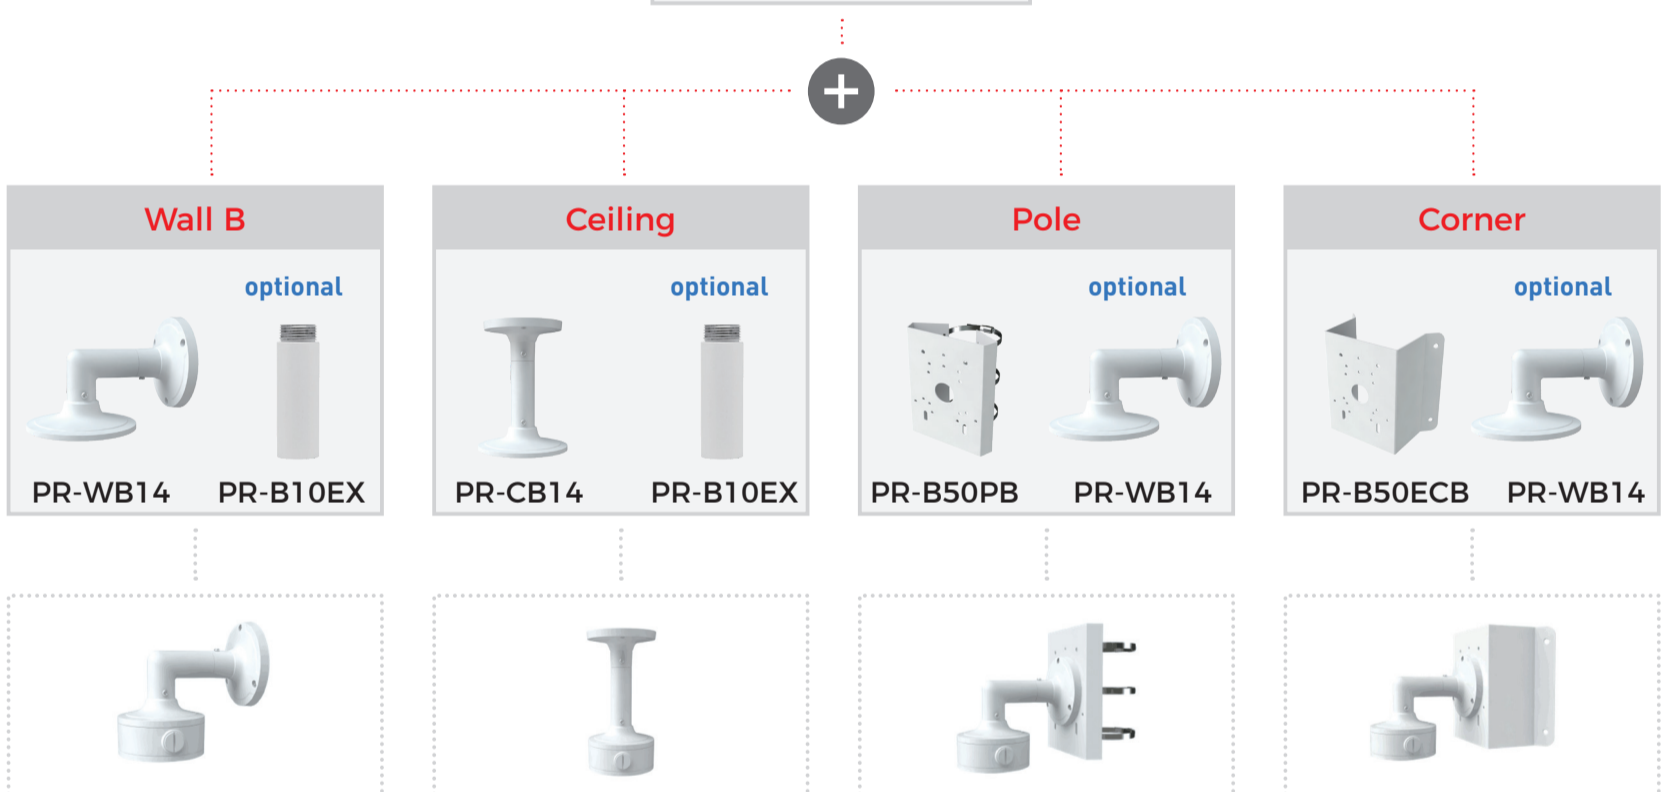 Wall B
optional
PR-WB14 PR-B10EX
Ceiling
optional
PR-CB14 PR-B10EX
Pole
optional
PR-B50PB PR-WB14
Corner
optional
PR-B50ECB PR-WB14